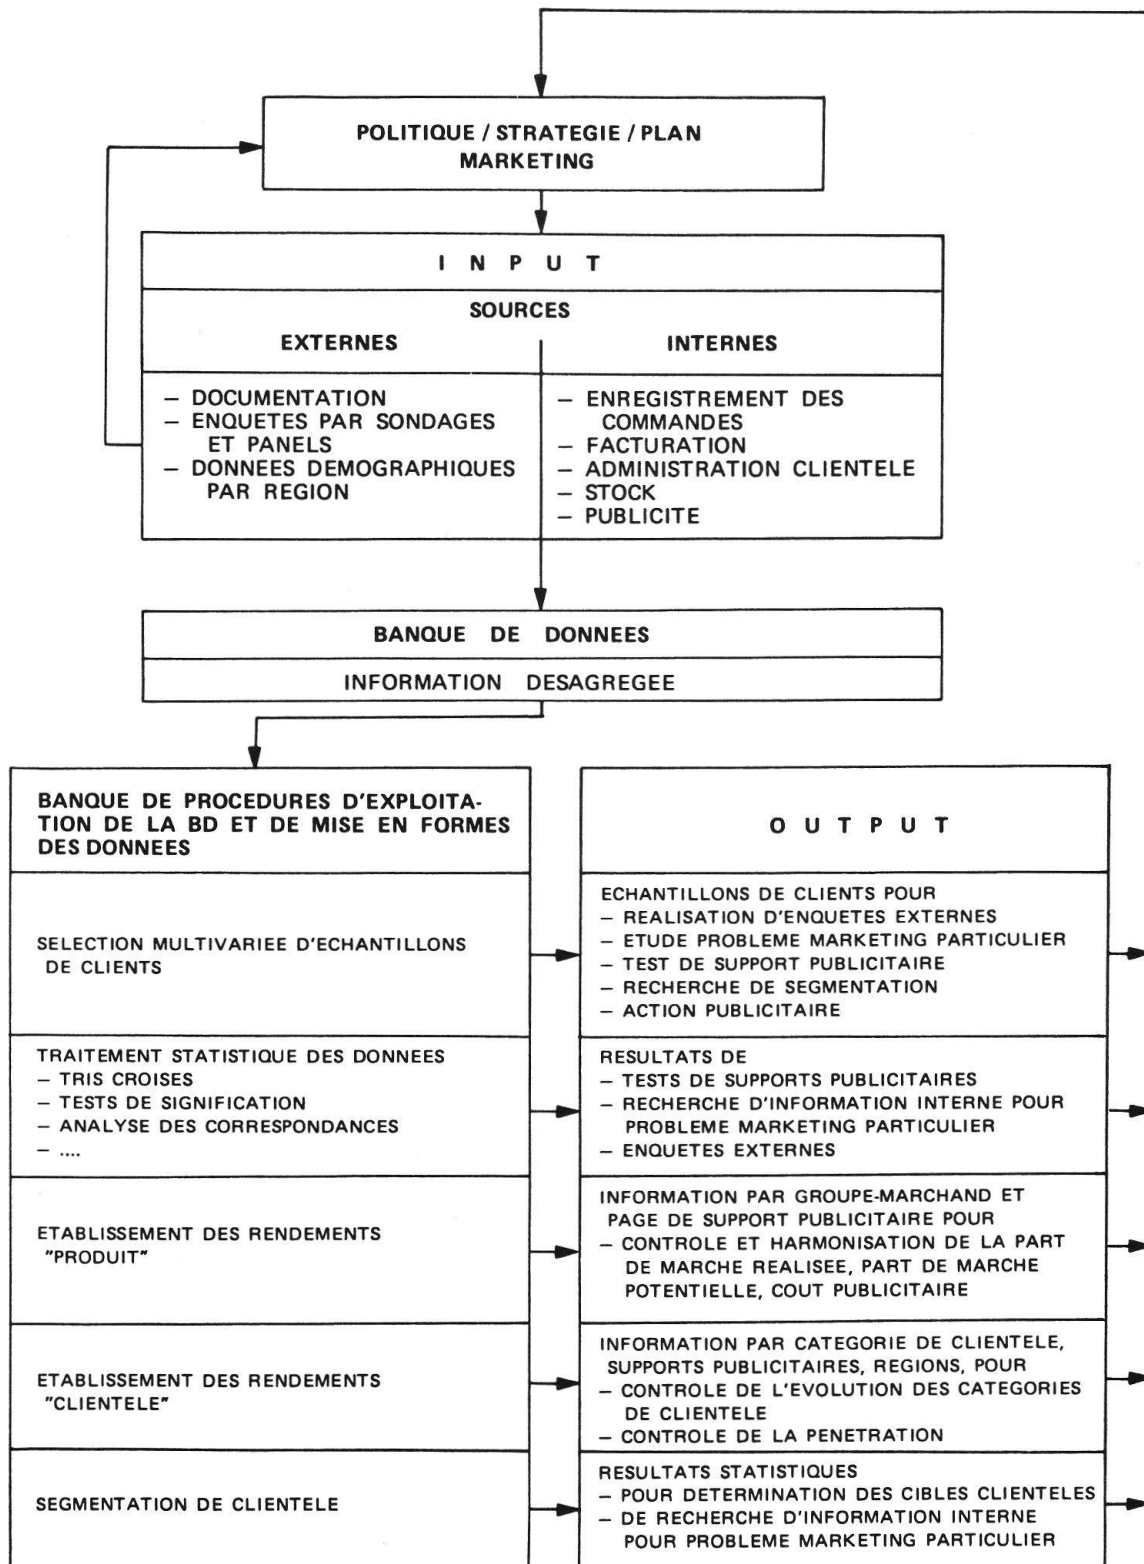 POLITIQUE / STRATEGIE / PLAN
MARKETING
I N P U T
SOURCES
EXTERNES
INTERNES
– DOCUMENTATION
– ENQUETES PAR SONDAGES
ET PANELS
– DONNEES DEMOGRAPHIQUES
PAR REGION
– ENREGISTREMENT DES
COMMANDES
– FACTURATION
– ADMINISTRATION CLIENTELE
– STOCK
– PUBLICITE
BANQUE DE DONNEES
INFORMATION DESAGREGEE
BANQUE DE PROCEDURES D'EXPLOITA-
TION DE LA BD ET DE MISE EN FORMES
DES DONNEES
O U T P U T
SELECTION MULTIVARIEE D'ECHANTILLONS
DE CLIENTS
ECHANTILLONS DE CLIENTS POUR
– REALISATION D'ENQUETES EXTERNES
– ETUDE PROBLEME MARKETING PARTICULIER
– TEST DE SUPPORT PUBLICITAIRE
– RECHERCHE DE SEGMENTATION
– ACTION PUBLICITAIRE
TRAITEMENT STATISTIQUE DES DONNEES
– TRIS CROISES
– TESTS DE SIGNIFICATION
– ANALYSE DES CORRESPONDANCES
– ....
RESULTATS DE
– TESTS DE SUPPORTS PUBLICITAIRES
– RECHERCHE D'INFORMATION INTERNE POUR
PROBLEME MARKETING PARTICULIER
– ENQUETES EXTERNES
ETABLISSEMENT DES RENDEMENTS
"PRODUIT"
INFORMATION PAR GROUPE-MARCHAND ET
PAGE DE SUPPORT PUBLICITAIRE POUR
– CONTROLE ET HARMONISATION DE LA PART
DE MARCHE REALISEE, PART DE MARCHE
POTENTIELLE, COUT PUBLICITAIRE
ETABLISSEMENT DES RENDEMENTS
"CLIENTELE"
INFORMATION PAR CATEGORIE DE CLIENTELE,
SUPPORTS PUBLICITAIRES, REGIONS, POUR
– CONTROLE DE L'EVOLUTION DES CATEGORIES
DE CLIENTELE
– CONTROLE DE LA PENETRATION
SEGMENTATION DE CLIENTELE
RESULTATS STATISTIQUES
– POUR DETERMINATION DES CIBLES CLIENTELES
– DE RECHERCHE D'INFORMATION INTERNE
POUR PROBLEME MARKETING PARTICULIER